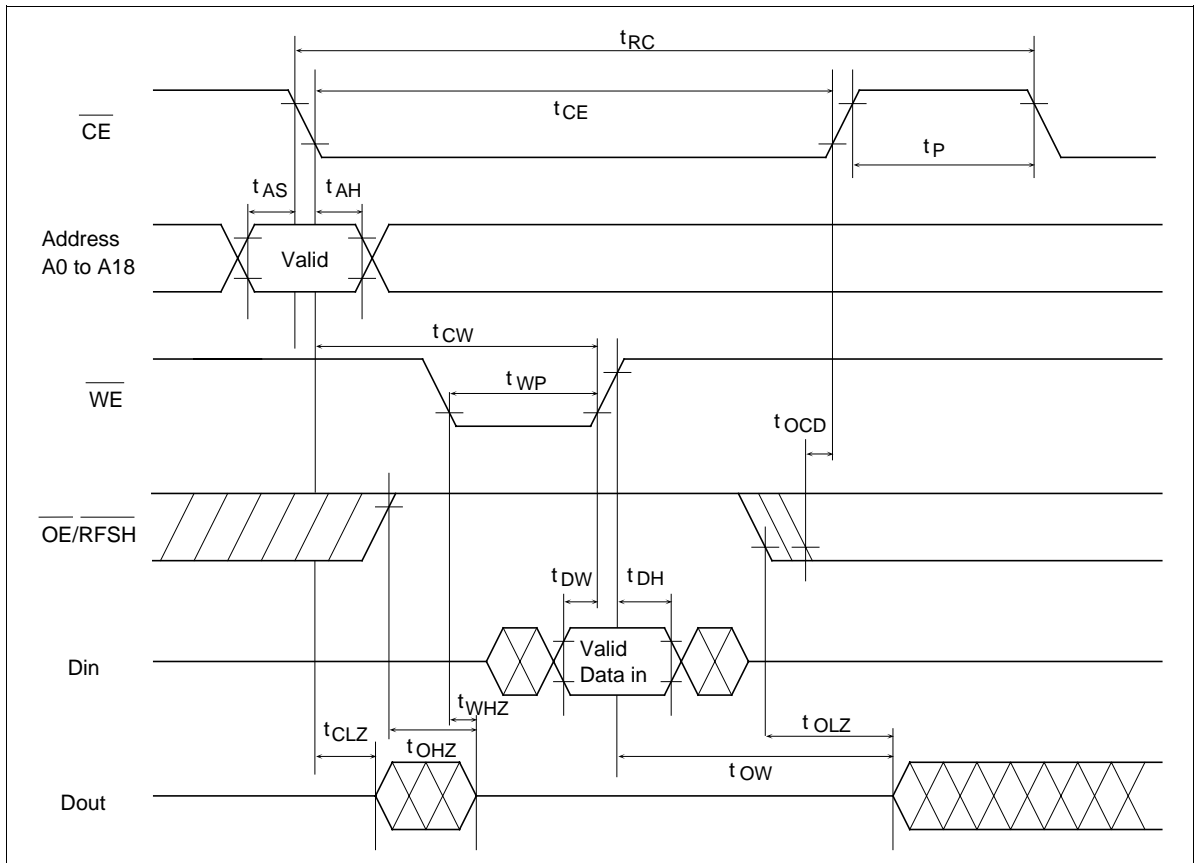 tRC
tCE
CE
tP
tAS
tAH
Address
A0 to A18
Valid
tCW
tWP
WE
tOCD
OE/RFSH
tDW
tDH
Valid
Data in
Din
tWHZ
tCLZ
tOHZ
tOLZ
tOW
Dout